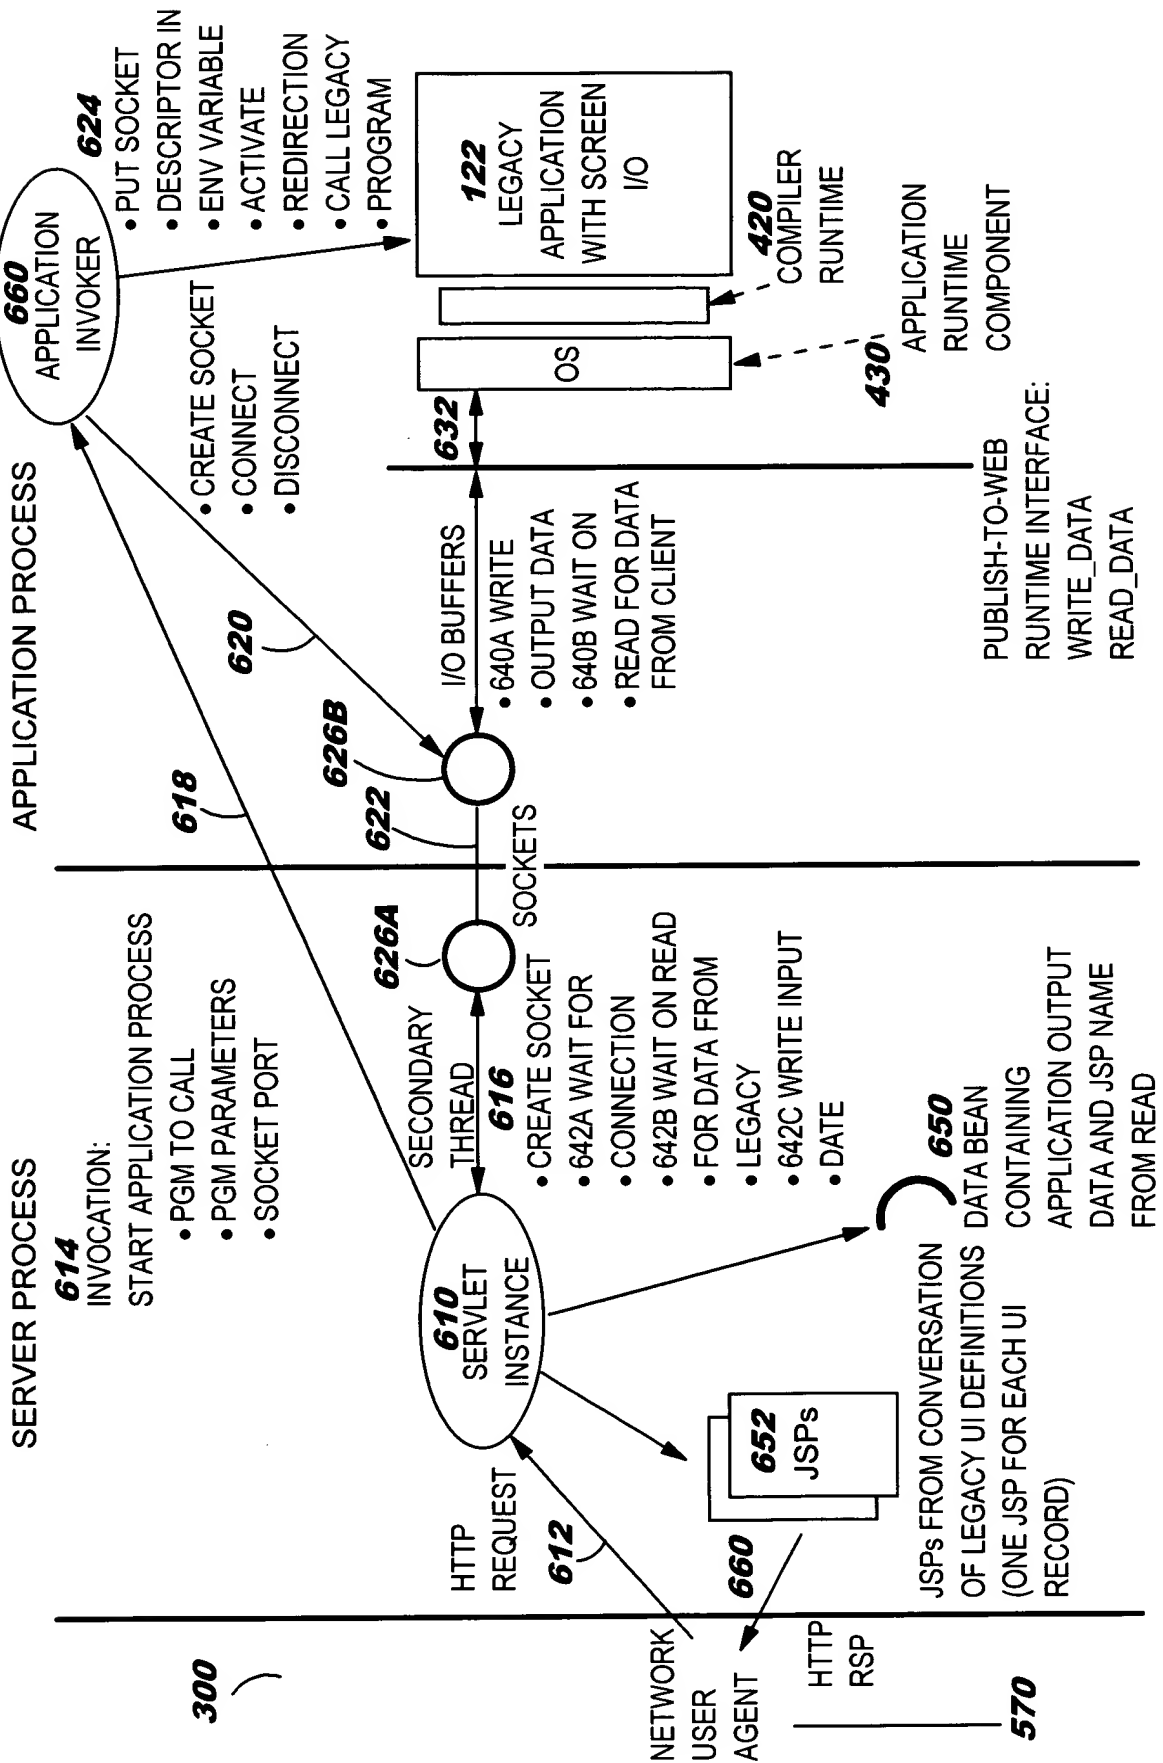 300
SERVER PROCESS
APPLICATION PROCESS
614
INVOCATION:
START APPLICATION PROCESS
• PGM TO CALL
• PGM PARAMETERS
• SOCKET PORT
618
660
APPLICATION
INVOKER
624
• PUT SOCKET
• DESCRIPTOR IN
• ENV VARIABLE
• ACTIVATE
• REDIRECTION
• CALL LEGACY
• PROGRAM
• CREATE SOCKET
• CONNECT
• DISCONNECT
620
626B
622
626A
SECONDARY
THREAD
616
SOCKETS
• CREATE SOCKET
• 642A WAIT FOR
• CONNECTION
• 642B WAIT ON READ
• FOR DATA FROM
• LEGACY
• 642C WRITE INPUT
• DATE
I/O BUFFERS
• 640A WRITE
• OUTPUT DATA
• 640B WAIT ON
• READ FOR DATA
FROM CLIENT
632
OS
122
LEGACY
APPLICATION
WITH SCREEN
I/O
420
COMPILER
RUNTIME
430
APPLICATION
RUNTIME
COMPONENT
PUBLISH-TO-WEB
RUNTIME INTERFACE:
WRITE_DATA
READ_DATA
HTTP
REQUEST
612
610
SERVLET
INSTANCE
652
JSPs
660
NETWORK
USER
AGENT
HTTP
RSP
570
JSPs FROM CONVERSATION
OF LEGACY UI DEFINITIONS
(ONE JSP FOR EACH UI
RECORD)
650
DATA BEAN
CONTAINING
APPLICATION OUTPUT
DATA AND JSP NAME
FROM READ